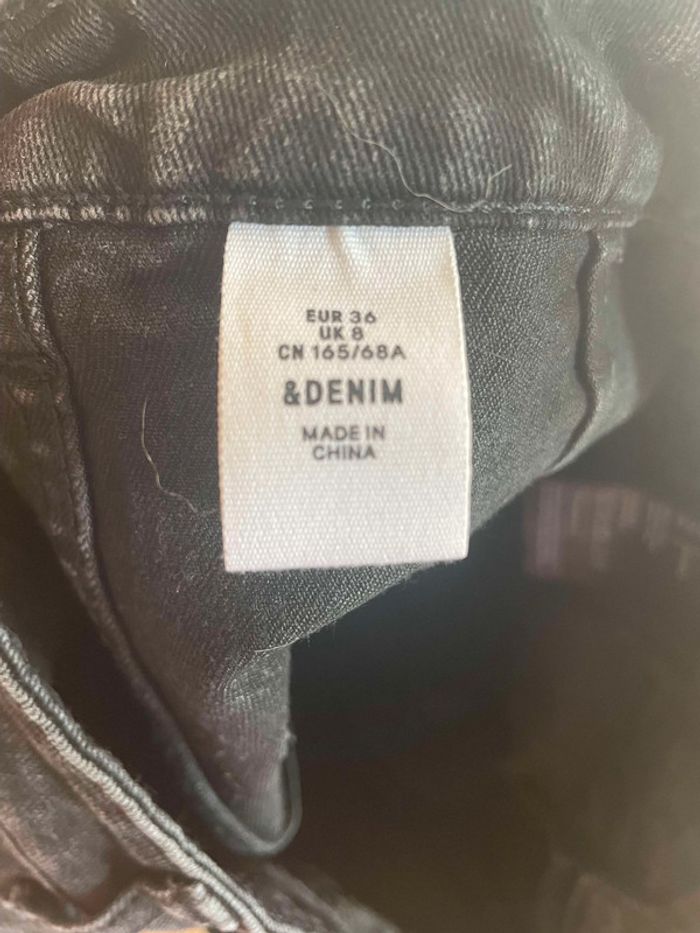 EUR 36
UK 8
CN 165/68A
&DENIM
MADE IN
CHINA